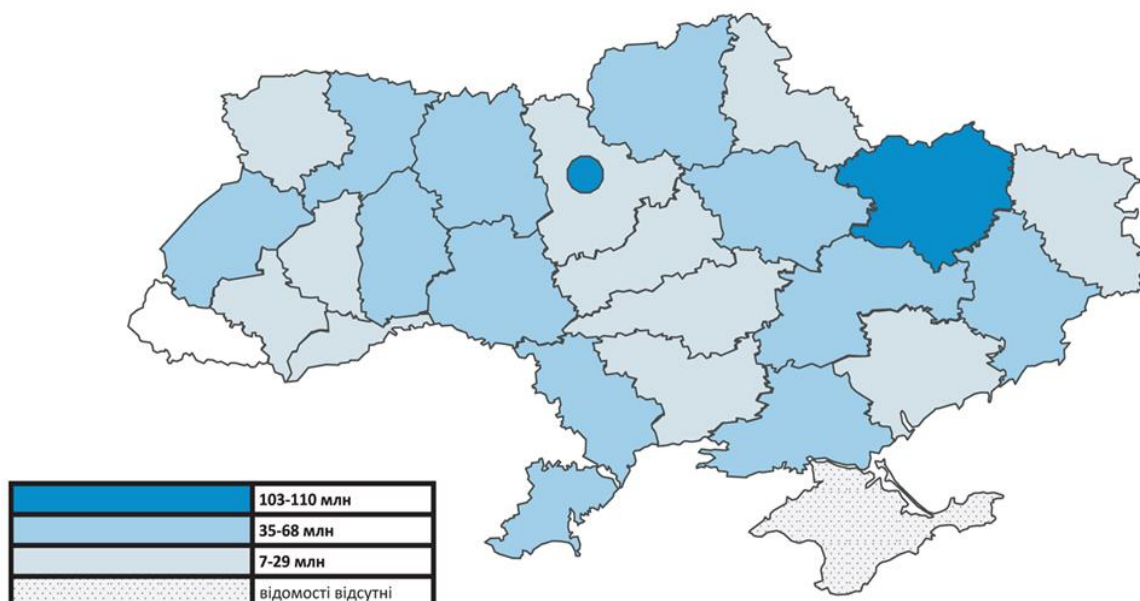 103-110 млн
35-68 млн
7-29 млн
відомості відсутні